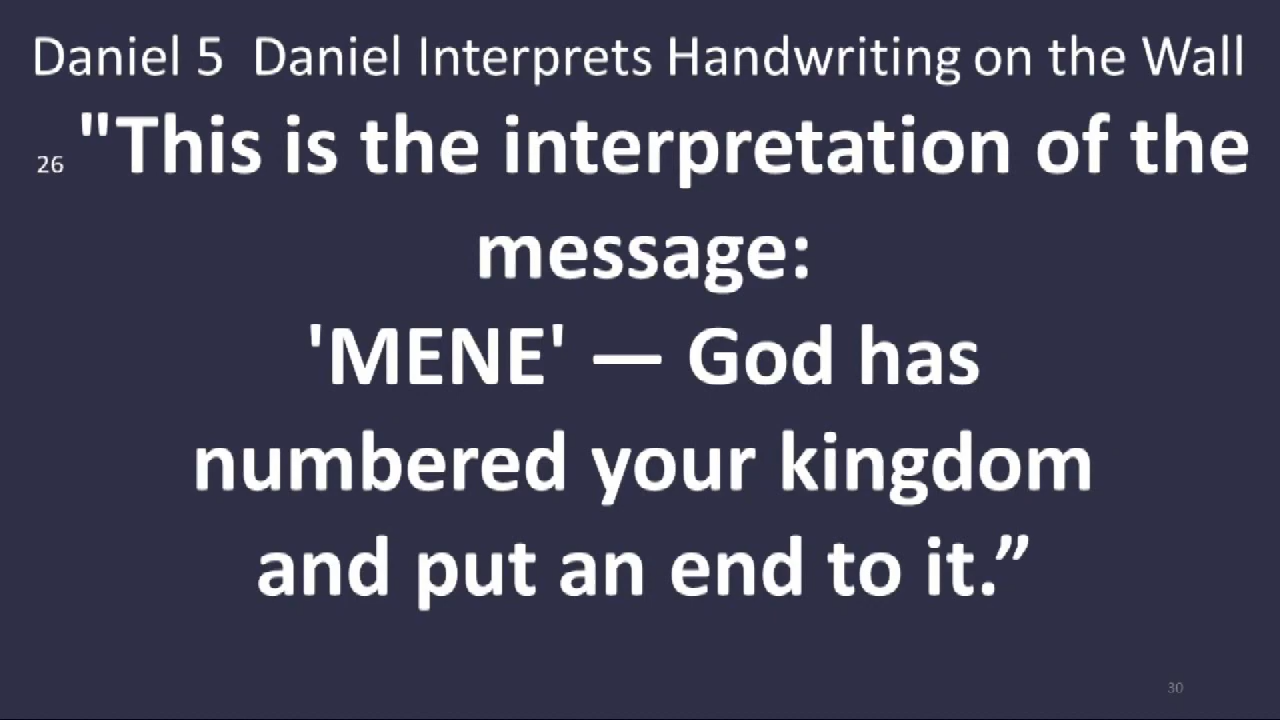 Daniel 5  Daniel Interprets Handwriting on the Wall
26 "This is the interpretation of the
message:
'MENE' — God has
numbered your kingdom
and put an end to it.”
30